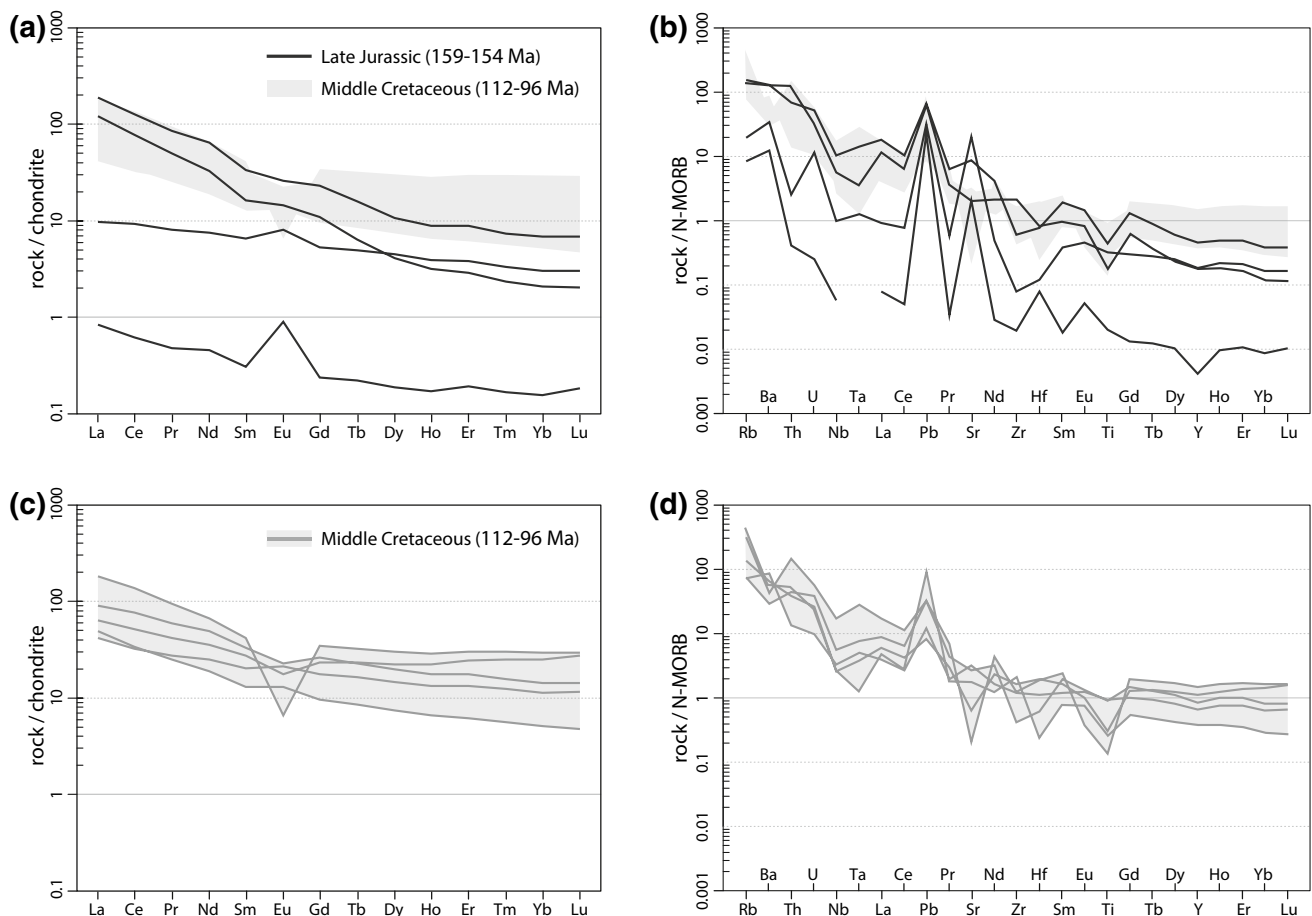 (a)
1000
100
10
1
0.1
rock / chondrite
Late Jurassic (159-154 Ma)
Middle Cretaceous (112-96 Ma)
La Ce Pr Nd Sm Eu Gd Tb Dy Ho Er Tm Yb Lu
(b)
1000
100
10
1
0.1
0.01
0.001
rock / N-MORB
Ba U Ta Ce Pr Nd Hf Eu Gd Dy Ho Yb
Rb Th Nb La Pb Sr Zr Sm Ti Tb Y Er Lu
(c)
1000
100
10
1
0.1
rock / chondrite
Middle Cretaceous (112-96 Ma)
La Ce Pr Nd Sm Eu Gd Tb Dy Ho Er Tm Yb Lu
(d)
1000
100
10
1
0.1
0.01
0.001
rock / N-MORB
Ba U Ta Ce Pr Nd Hf Eu Gd Dy Ho Yb
Rb Th Nb La Pb Sr Zr Sm Ti Tb Y Er Lu